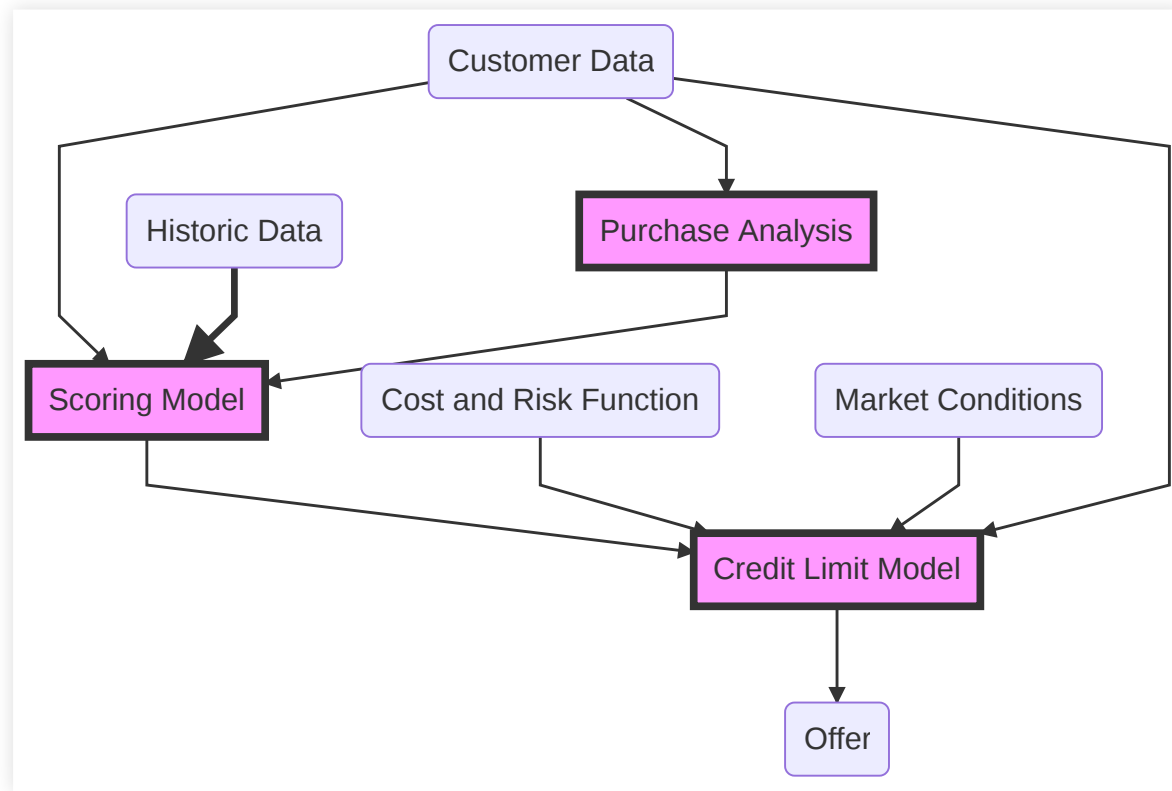 Customer Data
Historic Data
Purchase Analysis
Scoring Model
Cost and Risk Function
Market Conditions
Credit Limit Model
Offer